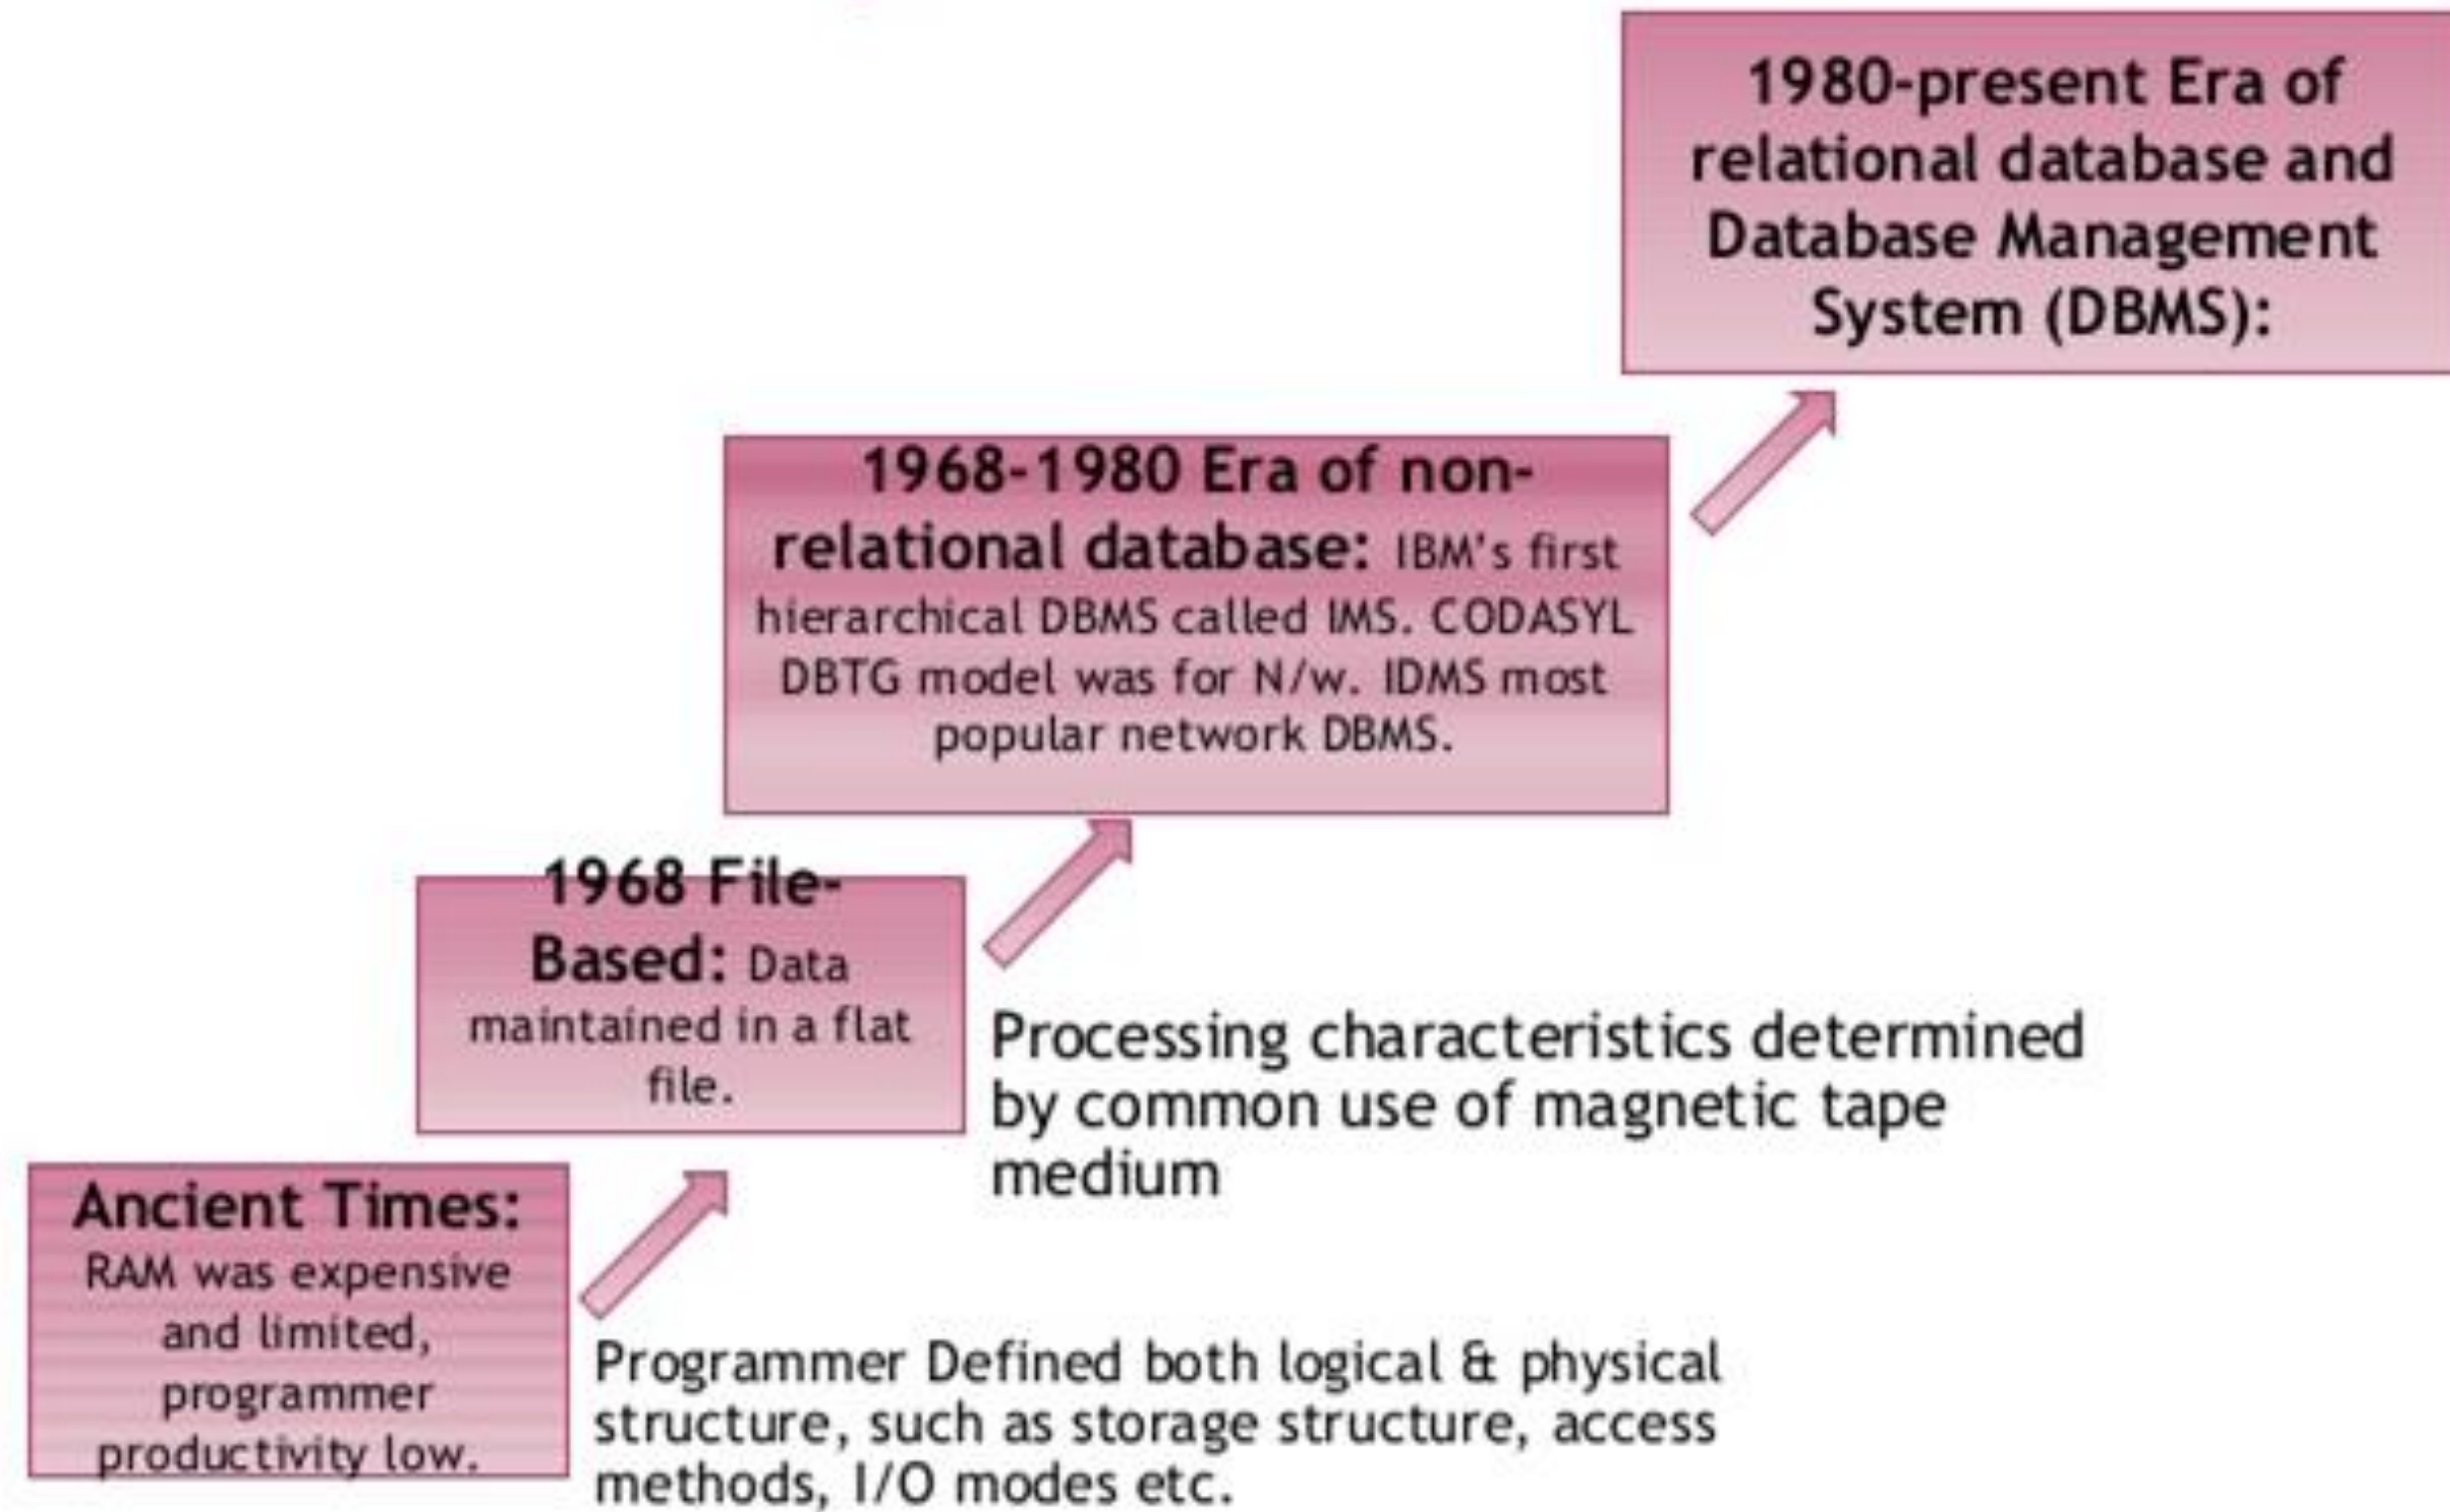 1980-present Era of
relational database and
Database Management
System (DBMS):
1968-1980 Era of non-
relational database: IBM's first
hierarchical DBMS called IMS. CODASYL
DBTG model was for N/w. IDMS most
popular network DBMS.
1968 File-
Based: Data
maintained in a flat
file.
Processing characteristics determined
by common use of magnetic tape
medium
Ancient Times:
RAM was expensive
and limited,
programmer
productivity low.
Programmer Defined both logical & physical
structure, such as storage structure, access
methods, I/O modes etc.